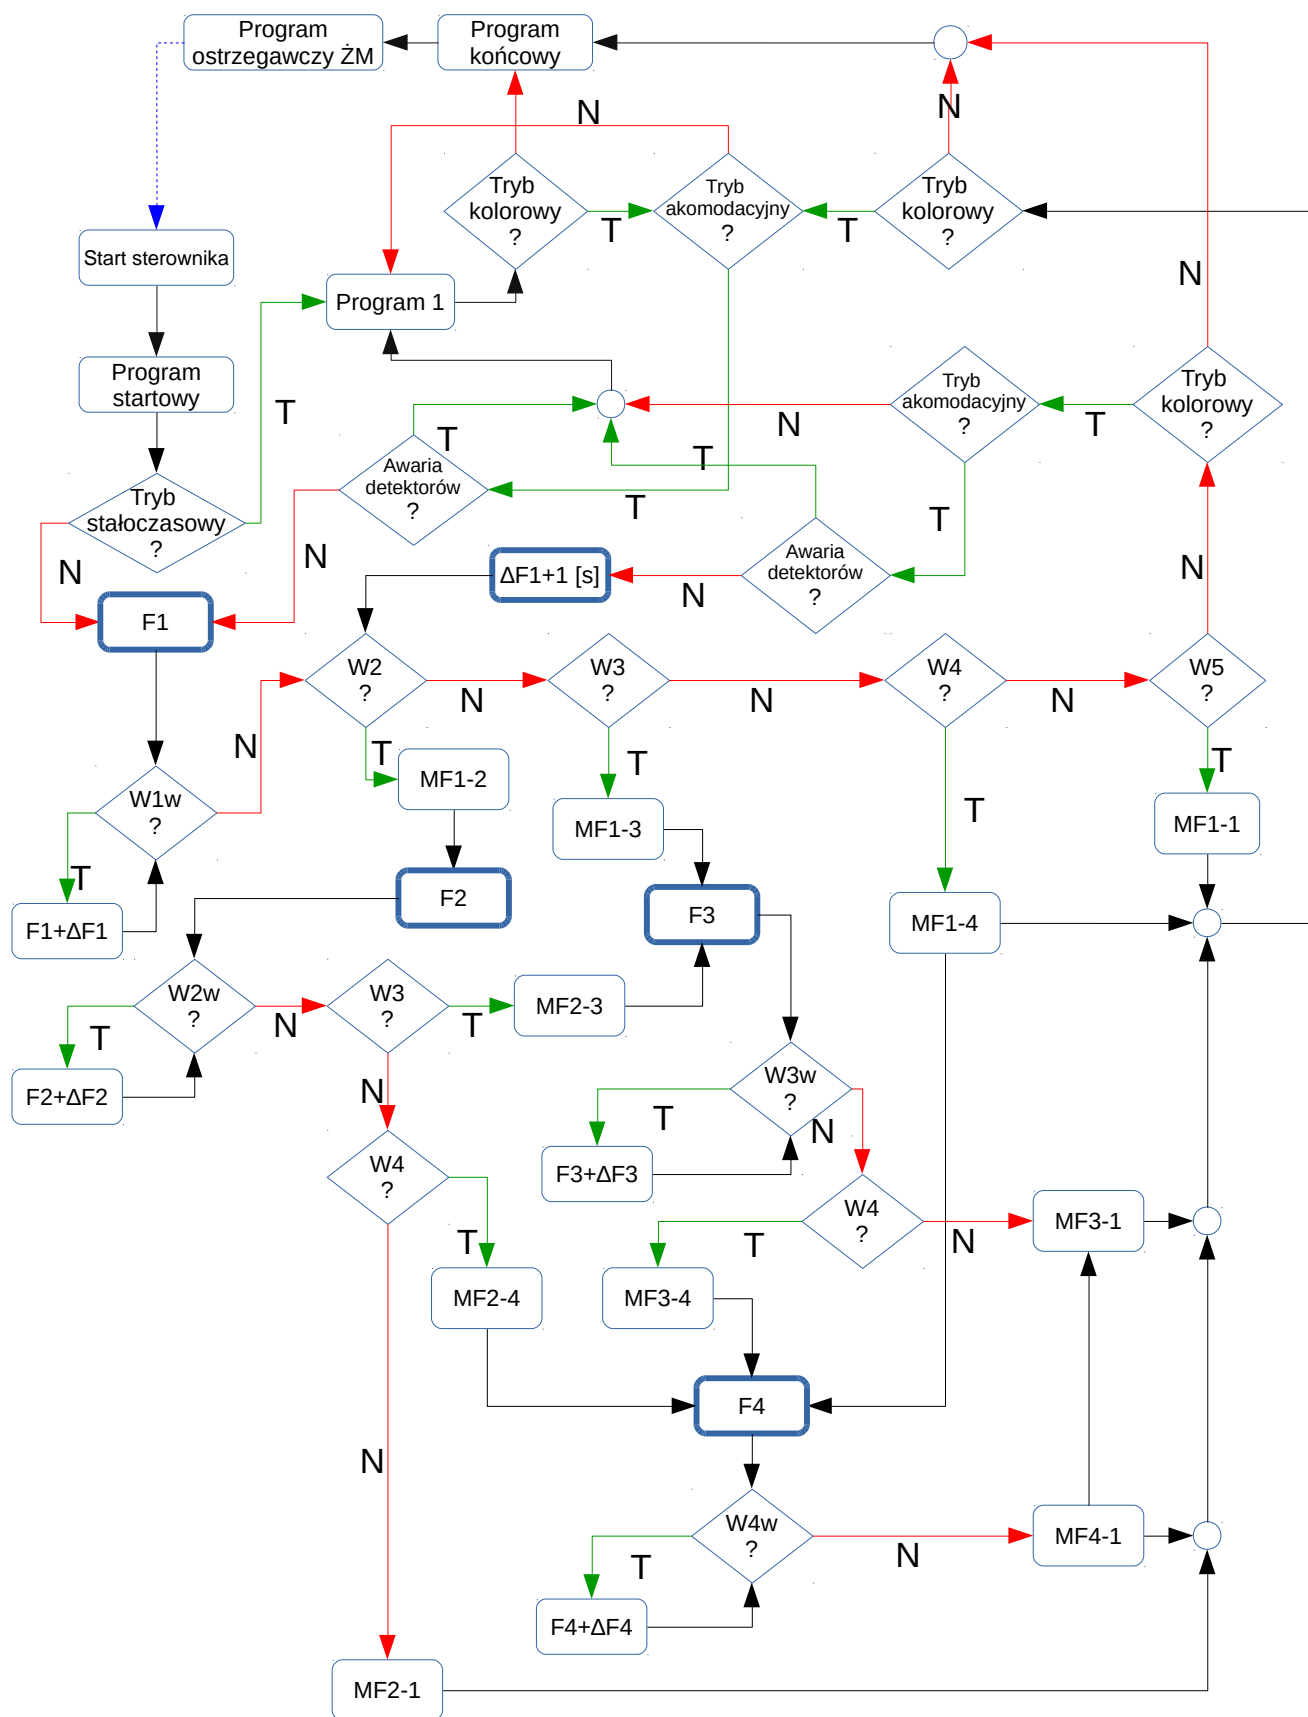 Program
ostrzegawczy ŻM
Program
końcowy
N
N
Tryb
kolorowy
?
T
Tryb
akomodacyjny
?
T
Tryb
kolorowy
?
Start sterownika
Program 1
N
Program
startowy
T
T
Awaria
detektorów
?
T
N
Tryb
akomodacyjny
?
T
Tryb
kolorowy
?
Tryb
stałoczasowy
?
N
N
T
T
ΔF1+1 [s]
N
Awaria
detektorów
?
N
F1
W2
?
N
W3
?
N
W4
?
N
W5
?
N
T
MF1-2
T
MF1-3
T
MF1-4
T
MF1-1
W1w
?
T
F1+ΔF1
F2
F3
W2w
?
T
N
F2+ΔF2
W3
?
T
MF2-3
N
W3w
?
T
N
F3+ΔF3
W4
?
T
MF2-4
W4
?
T
N
MF3-4
MF3-1
F4
N
W4w
?
T
N
F4+ΔF4
MF4-1
MF2-1